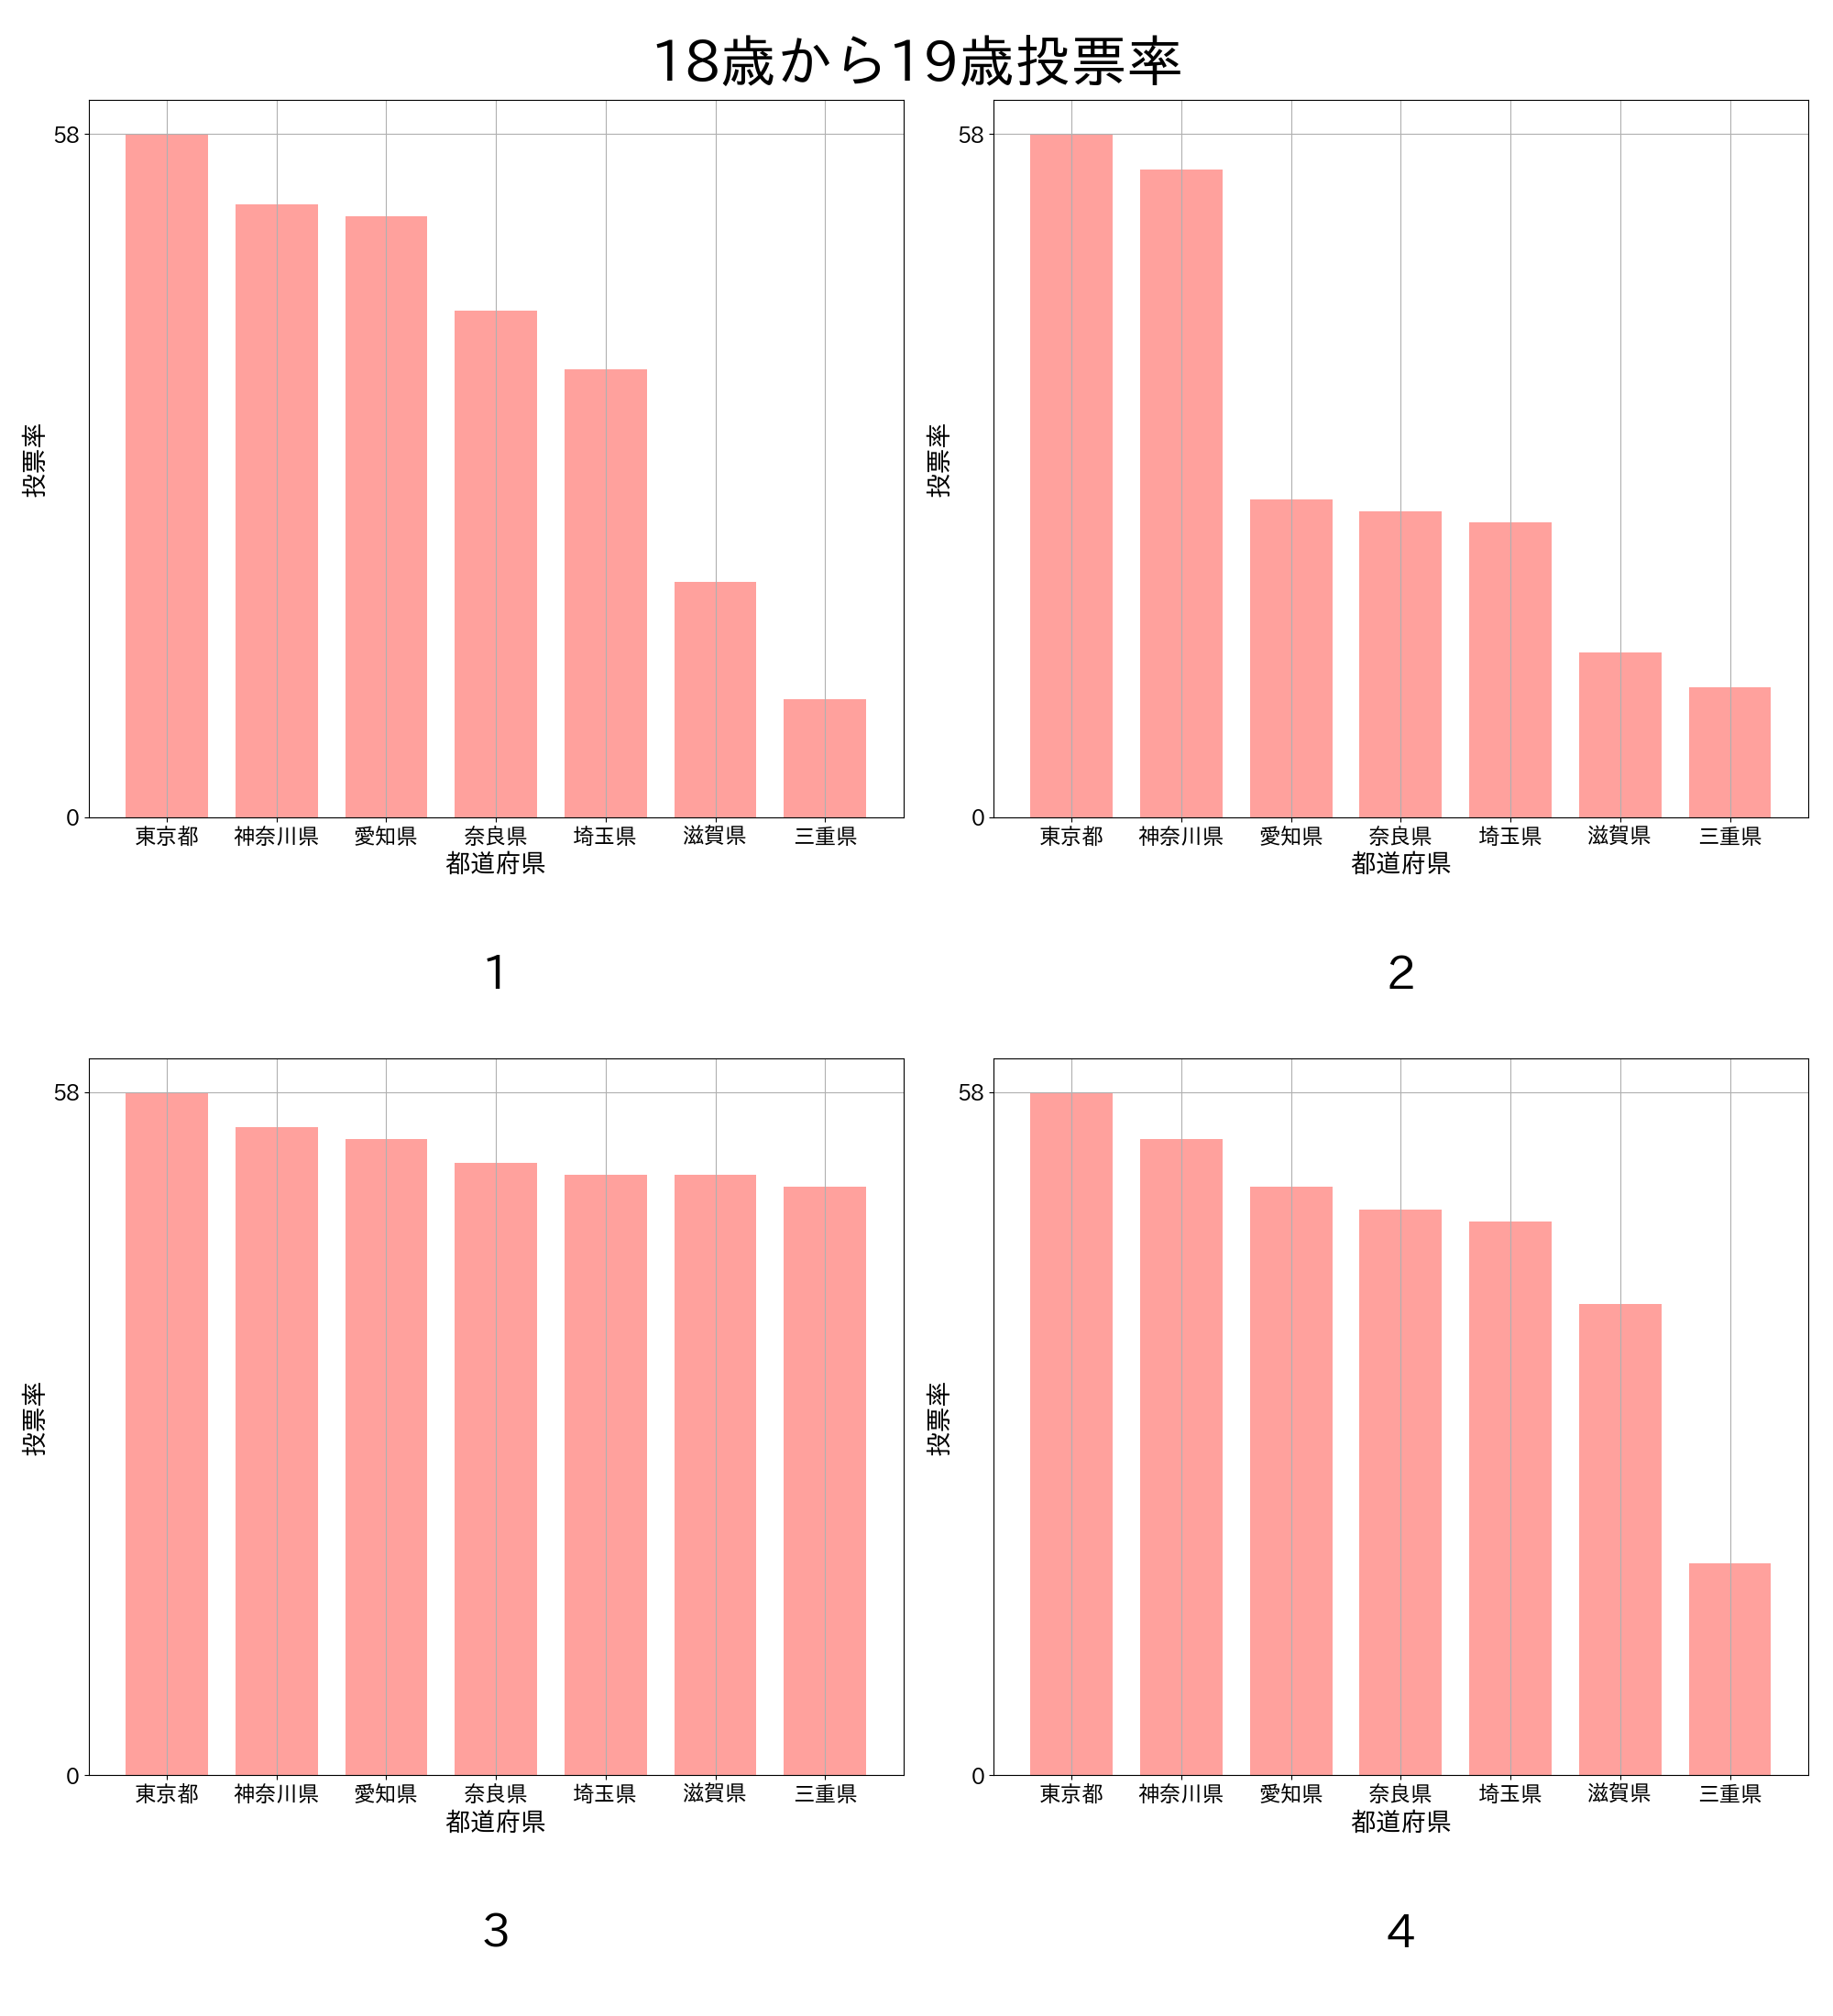 18歳から19歳投票率
58
0
投票率
東京都 神奈川県 愛知県 奈良県 埼玉県 滋賀県 三重県
都道府県
1
58
0
投票率
東京都 神奈川県 愛知県 奈良県 埼玉県 滋賀県 三重県
都道府県
2
58
0
投票率
東京都 神奈川県 愛知県 奈良県 埼玉県 滋賀県 三重県
都道府県
3
58
0
投票率
東京都 神奈川県 愛知県 奈良県 埼玉県 滋賀県 三重県
都道府県
4